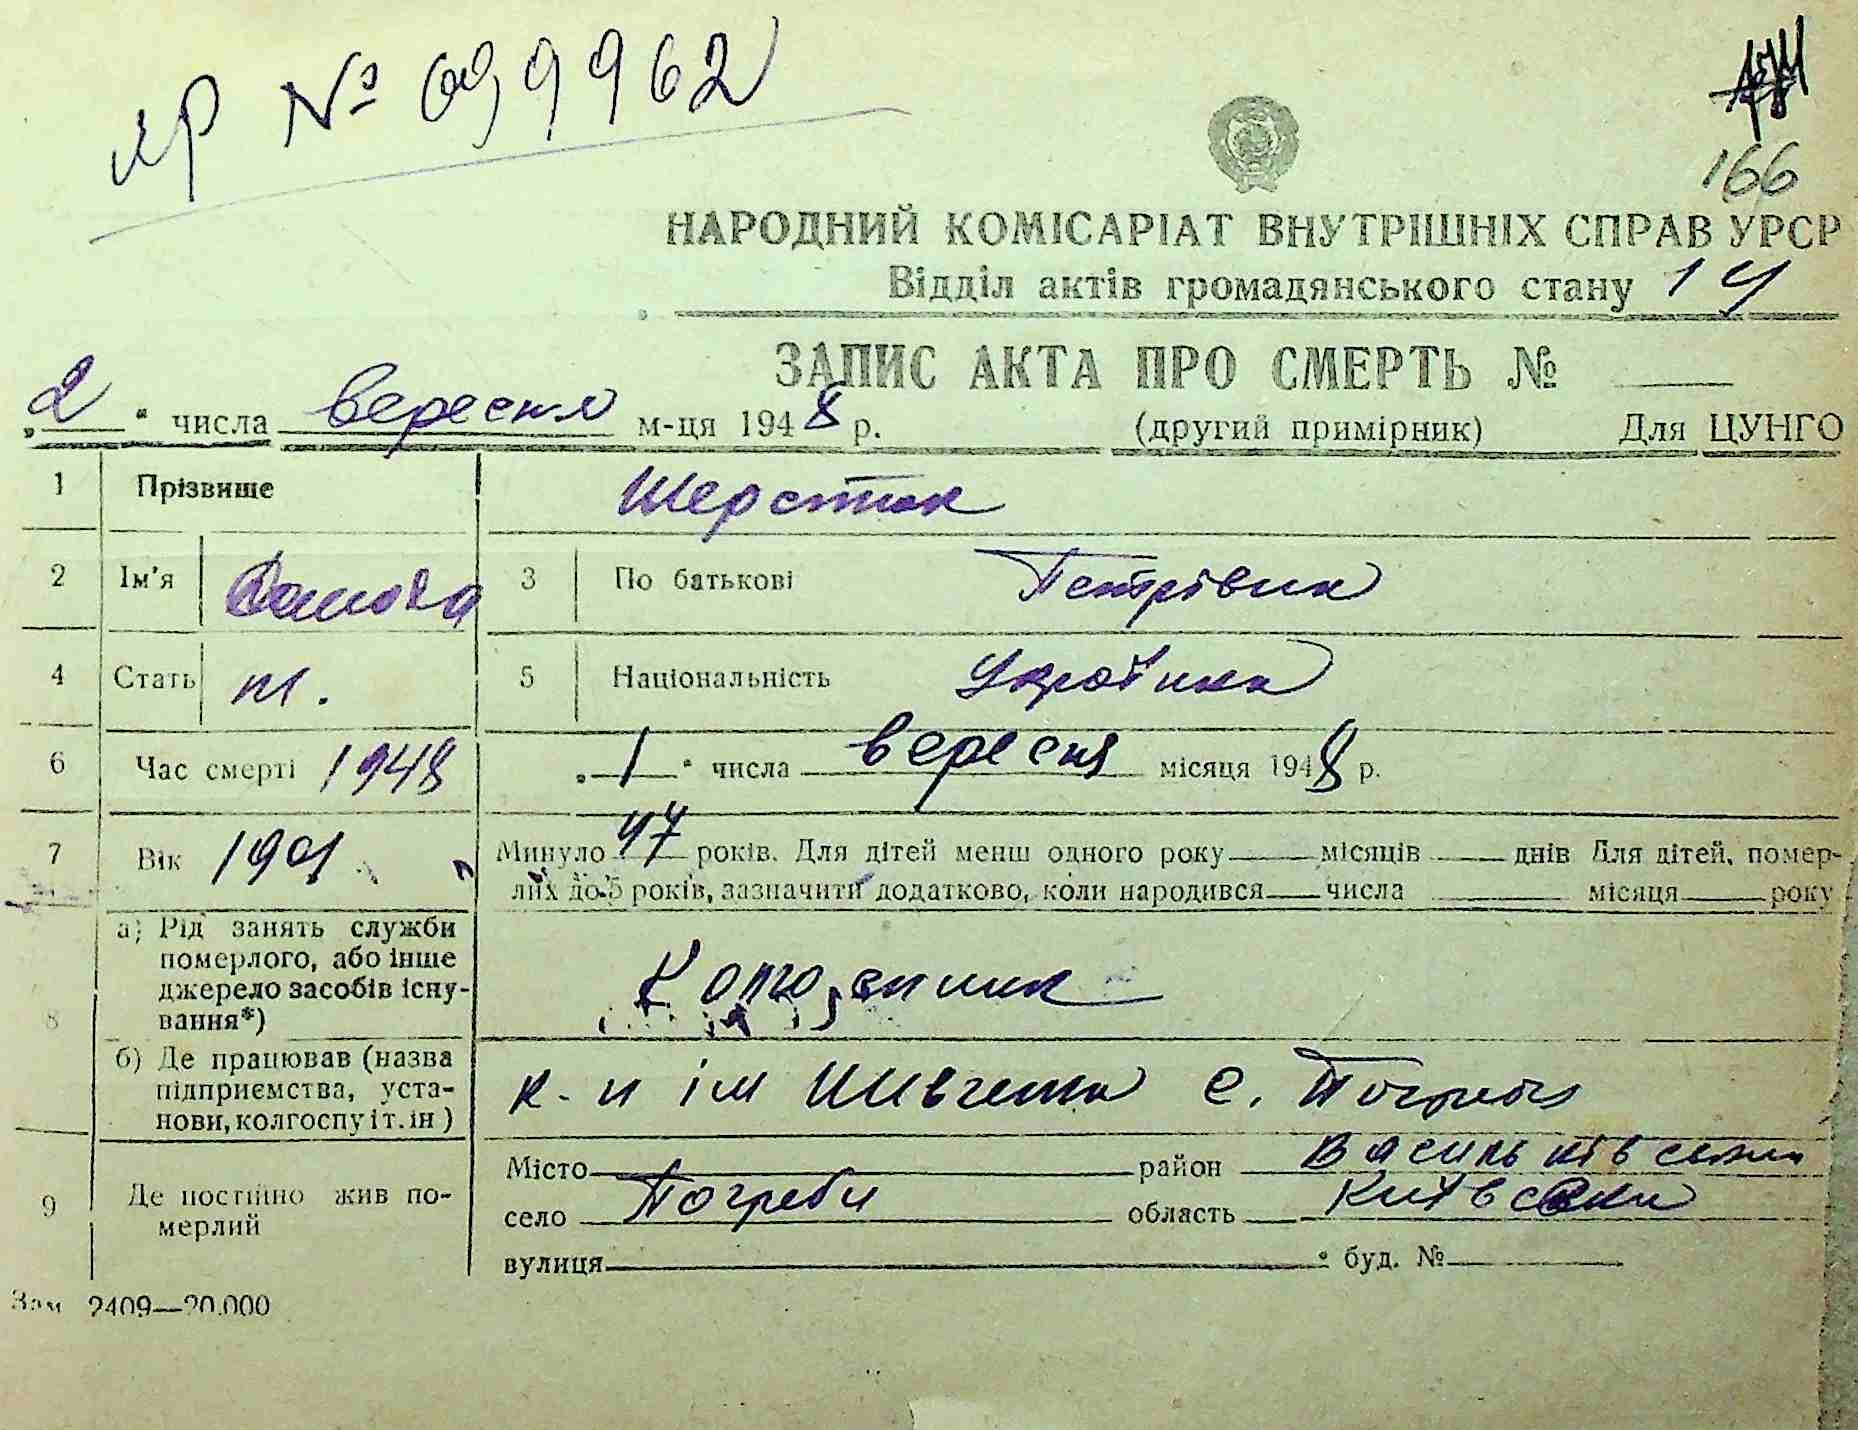 ЯР № 099962
166
НАРОДНИЙ КОМІСАРІАТ ВНУТРІШНІХ СПРАВ УРСР
Відділ актів громадянського стану 14
ЗАПИС АКТА ПРО СМЕРТЬ №
„2“ числа вересня м-ця 1948 р. (другий примірник) Для ЦУНГО
1 Прізвище Шерстюк
2 Ім'я 3 По батькові Петрівна
4 Стать 5 Національність Українка
6 Час смерті 1948 „1“ числа вересня місяця 1948 р.
7 Вік 1901 Минуло 47 років. Для дітей менш одного року місяців днів Для дітей, помер-
лих до 5 років, зазначити додатково, коли народився числа місяця року
8 а) Рід занять служби
померлого, або інше
джерело засобів існу-
вання*)
Колгоспник
б) Де працював (назва
підприємства, уста-
нови, колгоспу і т. ін)
к-п ім Шевченка с. Погреби
9 Де постійно жив по-
мерлий
Місто район Васильківський
село Погреби область Київська
вулиця буд. №
Зам 2409—20.000